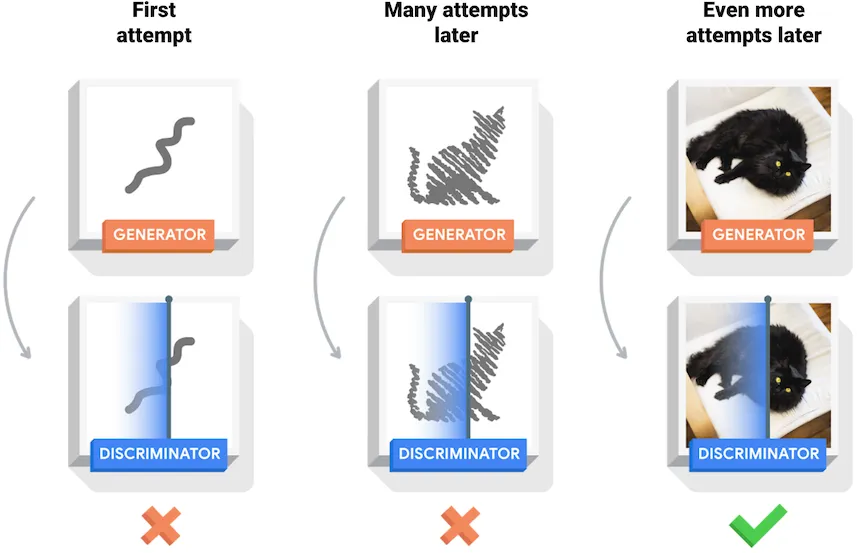 First
attempt
Many attempts
later
Even more
attempts later
GENERATOR
GENERATOR
GENERATOR
DISCRIMINATOR
DISCRIMINATOR
DISCRIMINATOR